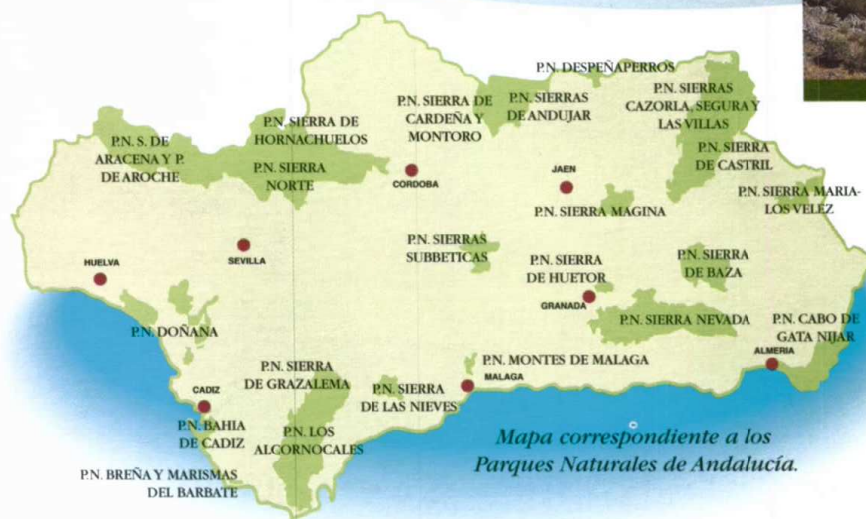 P.N. DESPEÑAPERROS
P.N. SIERRA DE
CARDEÑA Y
MONTORO
P.N. SIERRAS
DE ANDUJAR
P.N. SIERRAS
CAZORLA, SEGURA Y
LAS VILLAS
P.N. SIERRA DE
HORNACHUELOS
P.N. S. DE
ARACENA Y P.
DE AROCHE
P.N. SIERRA
NORTE
CORDOBA
JAEN
P.N. SIERRA
DE CASTRIL
P.N. SIERRA MARIA-
LOS VELEZ
P.N. SIERRA MAGINA
HUELVA
SEVILLA
P.N. SIERRAS
SUBBETICAS
P.N. SIERRA
DE HUETOR
GRANADA
P.N. SIERRA
DE BAZA
P.N. DOÑANA
P.N. SIERRA NEVADA
P.N. CABO DE
GATA NIJAR
ALMERIA
P.N. SIERRA
DE GRAZALEMA
P.N. SIERRA
DE LAS NIEVES
P.N. MONTES DE MALAGA
MALAGA
CADIZ
P.N. BAHIA
DE CADIZ
P.N. LOS
ALCORNOCALES
P.N. BREÑA Y MARISMAS
DEL BARBATE
Mapa correspondiente a los
Parques Naturales de Andalucía.